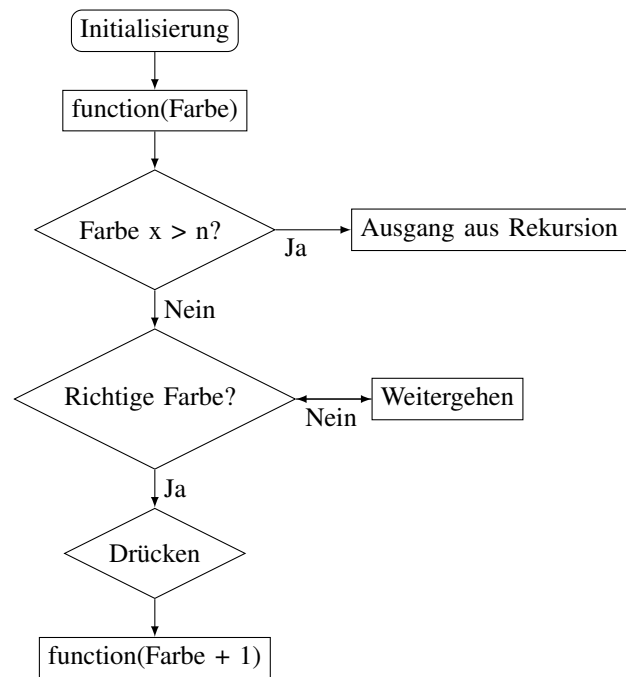 Initialisierung
function(Farbe)
Farbe x > n?
Ja
Ausgang aus Rekursion
Nein
Richtige Farbe?
Nein
Weitergehen
Ja
Drücken
function(Farbe + 1)